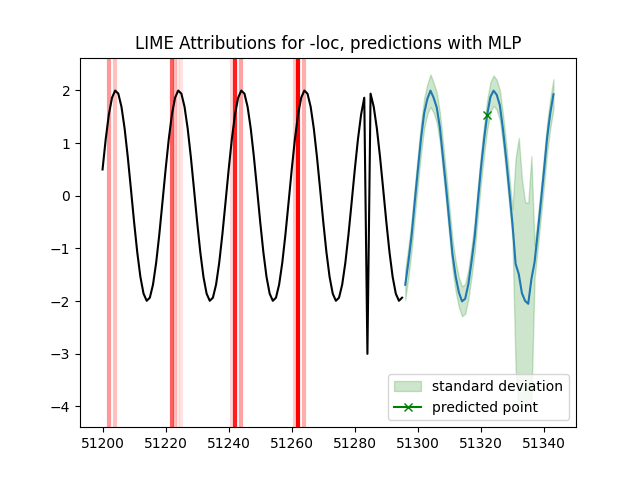 LIME Attributions for -loc, predictions with MLP
2
1
0
−1
−2
−3
−4
standard deviation
predicted point
51200 51220 51240 51260 51280 51300 51320 51340